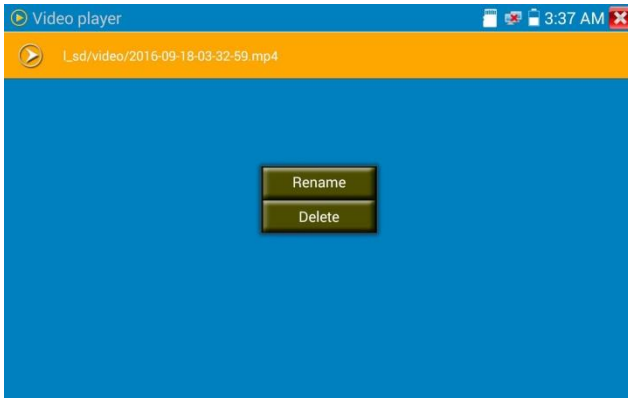 Video player
3:37 AM
l_sd/video/2016-09-18-03-32-59.mp4
Rename
Delete